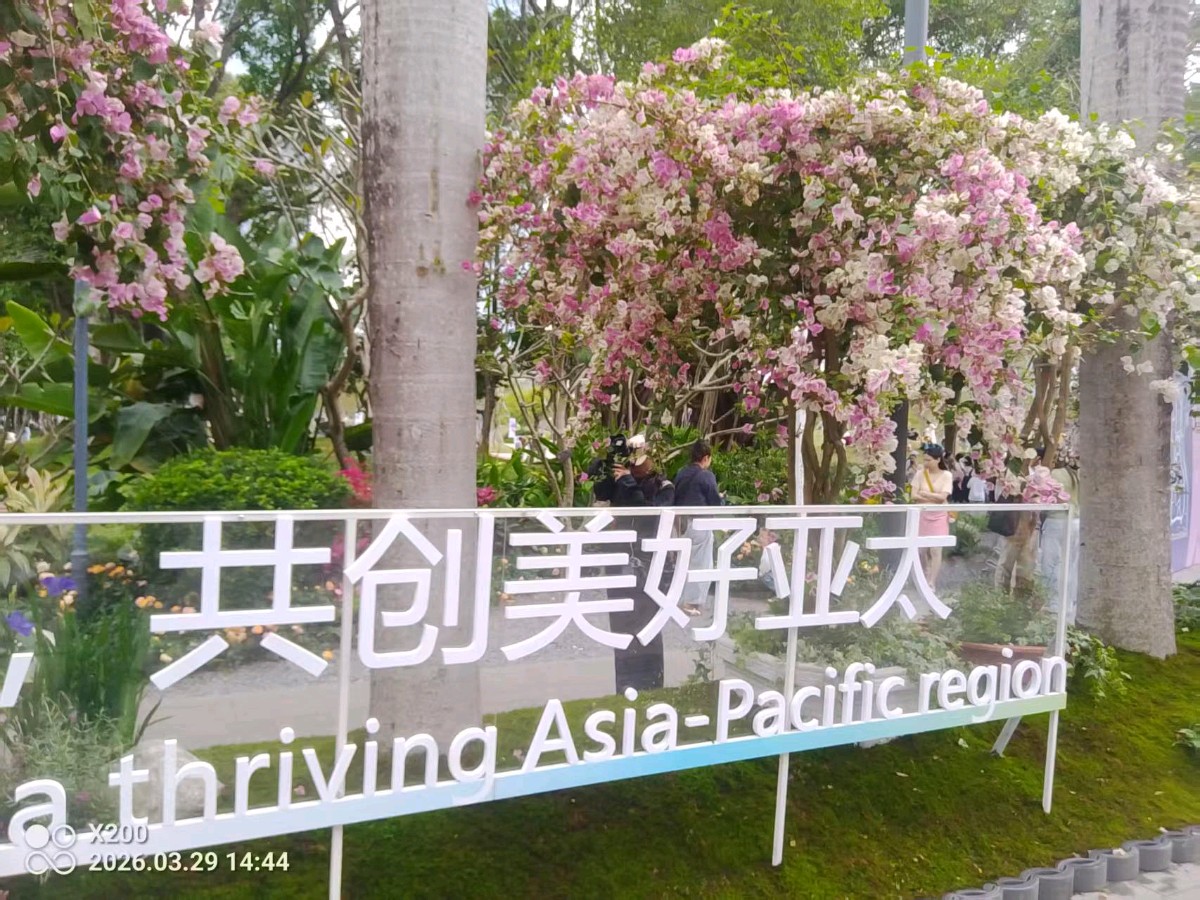 ，共创美好亚太
a thriving Asia-Pacific region
X200
2026.03.29 14:44